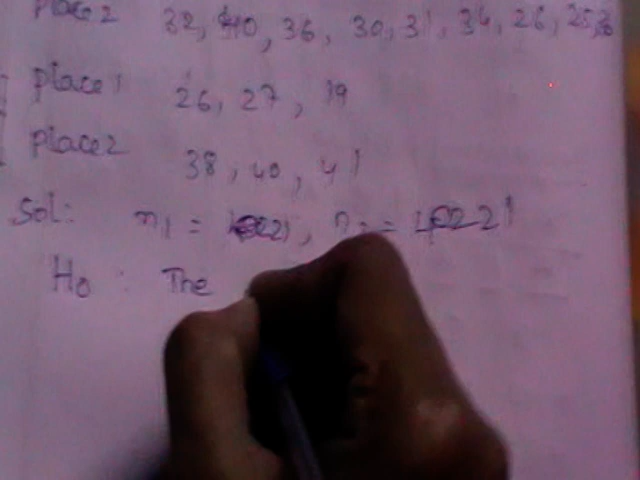 Place 2 32, 40, 36, 30, 31, 34, 26, 25,
Place 1 26, 27, 19
Place 2 38, 40, 41
Sol: n1 = 21, n2 = 21
H0 : The